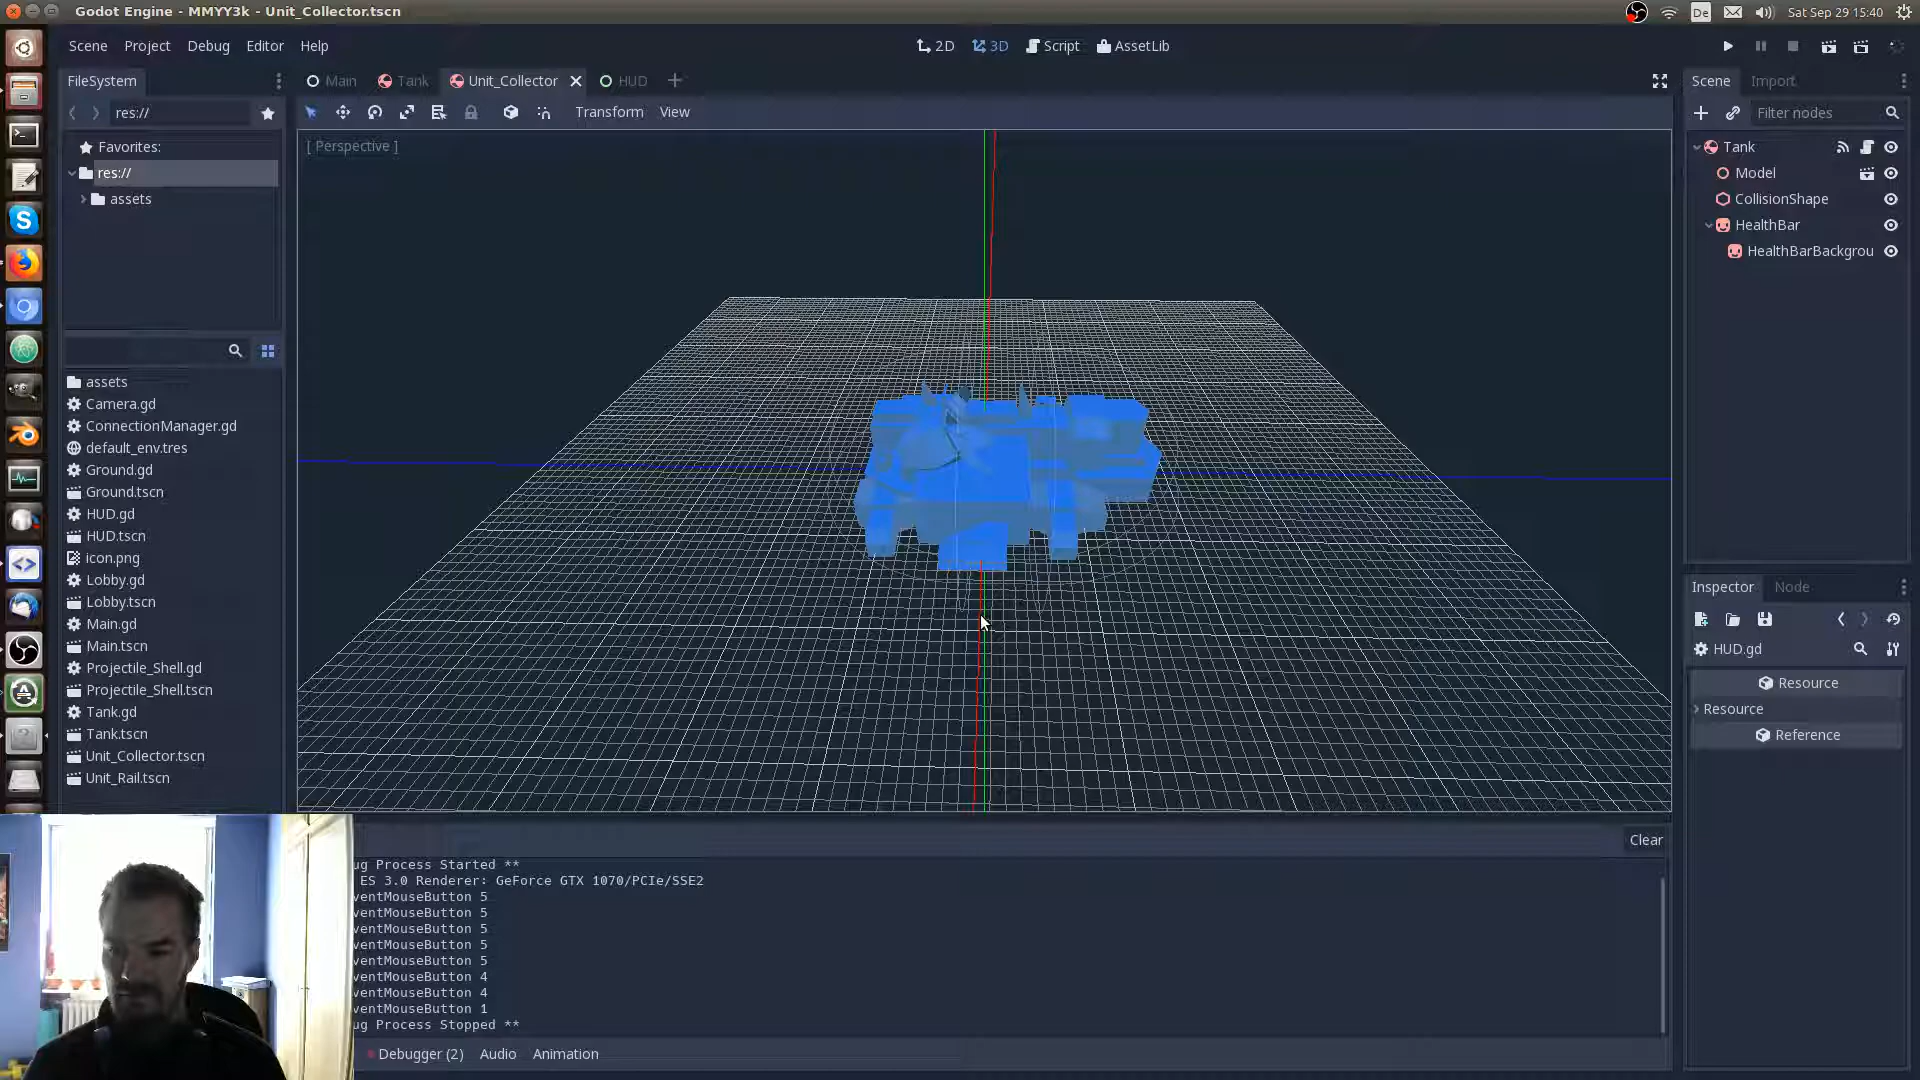 Godot Engine - MMYY3k - Unit_Collector.tscn
De
Sat Sep 29 15:40
Scene Project Debug Editor Help
2D 3D Script AssetLib
FileSystem
Main Tank Unit_Collector HUD
Scene Import
res://
Transform View
Filter nodes
[ Perspective ]
Favorites:
res://
assets
Tank
Model
CollisionShape
HealthBar
HealthBarBackgrou
assets
Camera.gd
ConnectionManager.gd
default_env.tres
Ground.gd
Ground.tscn
HUD.gd
HUD.tscn
icon.png
Lobby.gd
Lobby.tscn
Main.gd
Main.tscn
Projectile_Shell.gd
Projectile_Shell.tscn
Tank.gd
Tank.tscn
Unit_Collector.tscn
Unit_Rail.tscn
Inspector Node
HUD.gd
Resource
Resource
Reference
Clear
ug Process Started **
ES 3.0 Renderer: GeForce GTX 1070/PCIe/SSE2
ventMouseButton 5
ventMouseButton 5
ventMouseButton 5
ventMouseButton 5
ventMouseButton 5
ventMouseButton 4
ventMouseButton 4
ventMouseButton 1
ug Process Stopped **
Debugger (2) Audio Animation